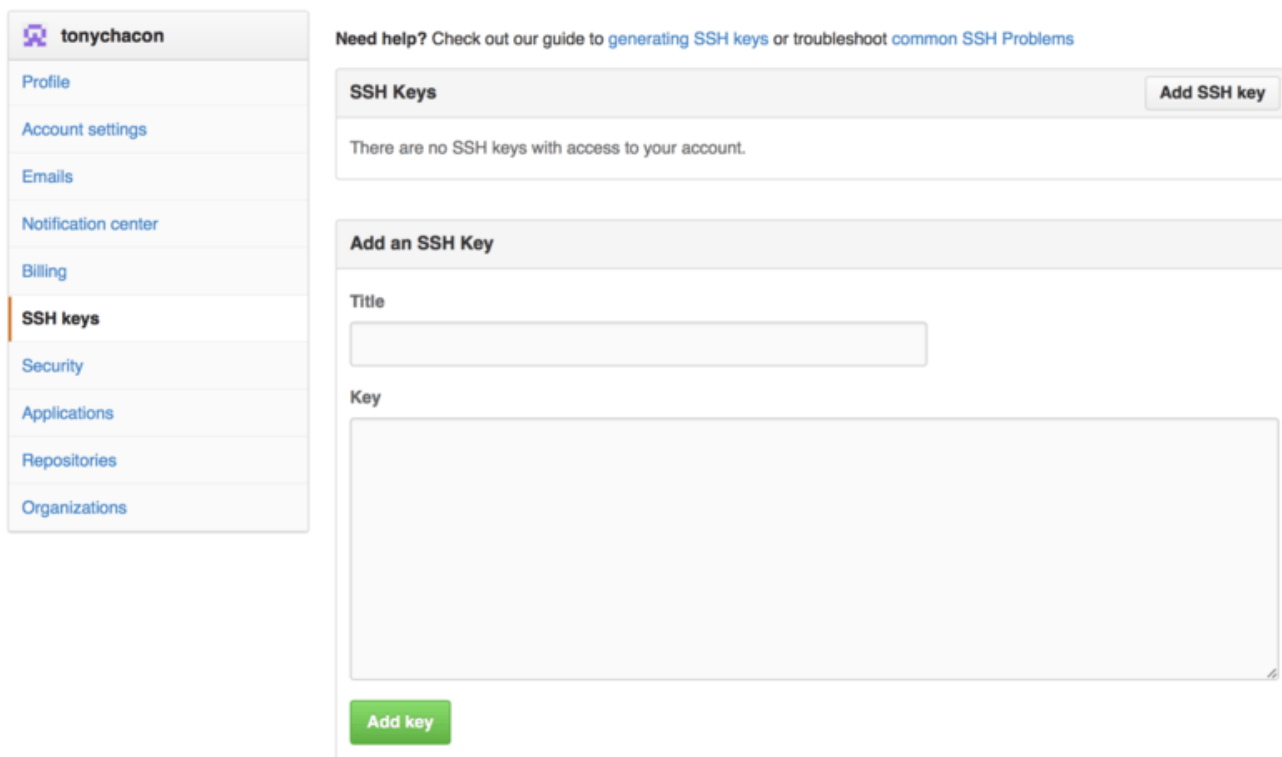 tonychacon
Profile
Account settings
Emails
Notification center
Billing
SSH keys
Security
Applications
Repositories
Organizations
Need help? Check out our guide to generating SSH keys or troubleshoot common SSH Problems
SSH Keys
Add SSH key
There are no SSH keys with access to your account.
Add an SSH Key
Title
Key
Add key